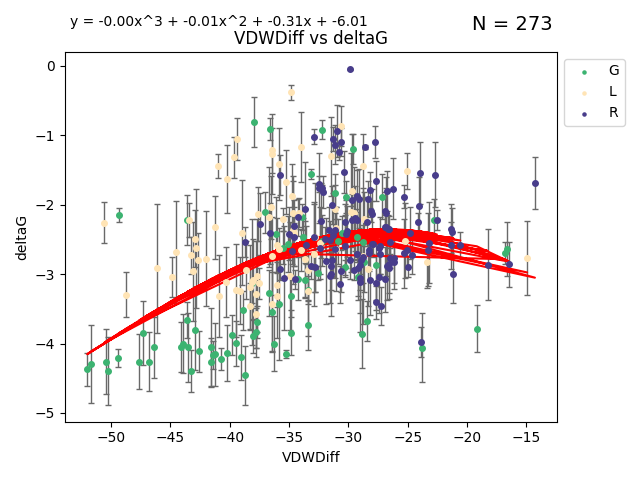 y = -0.00x^3 + -0.01x^2 + -0.31x + -6.01
N = 273
VDWDiff vs deltaG
G
L
R
deltaG
0
−1
−2
−3
−4
−5
−50
−45
−40
−35
−30
−25
−20
−15
VDWDiff